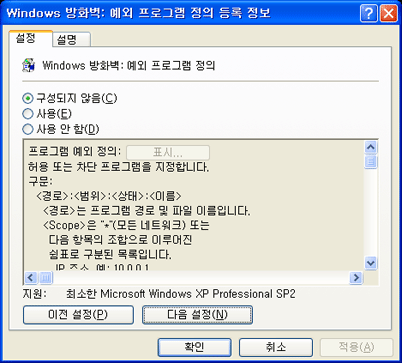 Windows 방화벽: 예외 프로그램 정의 등록 정보
설정
설명
Windows 방화벽: 예외 프로그램 정의
구성되지 않음(C)
사용(E)
사용 안 함(D)
프로그램 예외 정의:
표시...
허용 또는 차단 프로그램을 지정합니다.
구문:
<경로>:<범위>:<상태>:<이름>
<경로>는 프로그램 경로 및 파일 이름입니다.
<Scope>은 "*"(모든 네트워크) 또는
다음 항목의 조합으로 이루어진
쉼표로 구분된 목록입니다.
IP 주소, 예: 10.0.0.1
지원: 최소한 Microsoft Windows XP Professional SP2
이전 설정(P)
다음 설정(N)
확인
취소
적용(A)